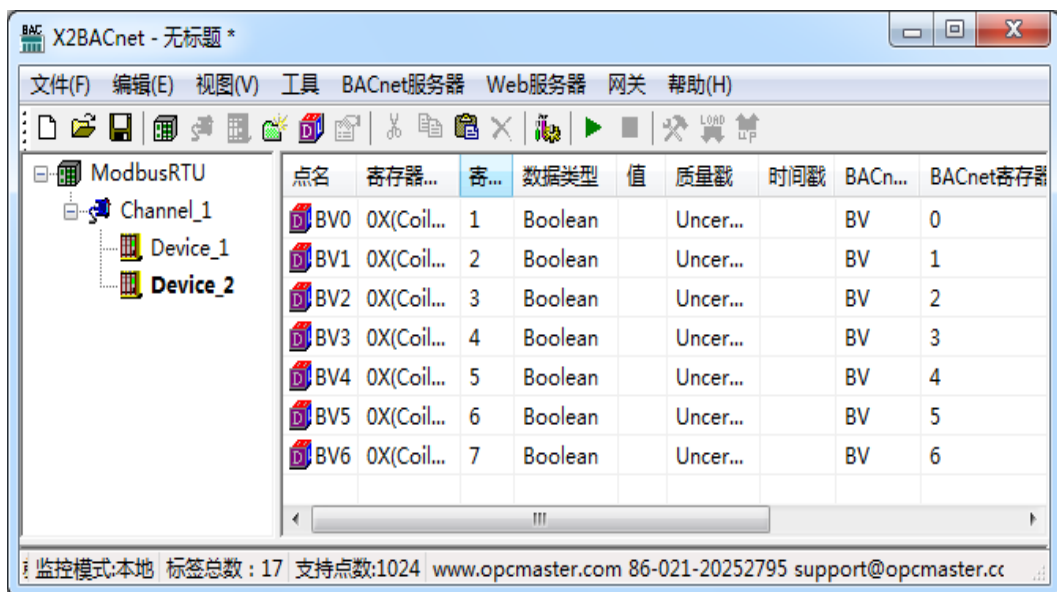 X2BACnet - 无标题 *
文件(F) 编辑(E) 视图(V) 工具 BACnet服务器 Web服务器 网关 帮助(H)
ModbusRTU
Channel_1
Device_1
Device_2
点名 寄存器... 寄... 数据类型 值 质量戳 时间戳 BACn... BACnet寄存器
BV0 0X(Coil... 1 Boolean Uncer... BV 0
BV1 0X(Coil... 2 Boolean Uncer... BV 1
BV2 0X(Coil... 3 Boolean Uncer... BV 2
BV3 0X(Coil... 4 Boolean Uncer... BV 3
BV4 0X(Coil... 5 Boolean Uncer... BV 4
BV5 0X(Coil... 6 Boolean Uncer... BV 5
BV6 0X(Coil... 7 Boolean Uncer... BV 6
监控模式:本地 标签总数：17 支持点数:1024 www.opcmaster.com 86-021-20252795 support@opcmaster.cc